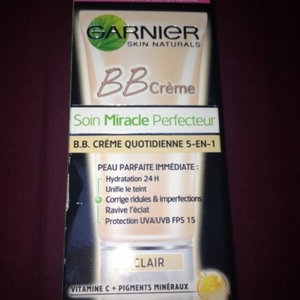 GARNIER
SKIN NATURALS
BB Crème
Soin Miracle Perfecteur
B.B. CRÈME QUOTIDIENNE 5-EN-1
PEAU PARFAITE IMMÉDIATE :
• Hydratation 24 H
• Unifie le teint
• Corrige ridules & imperfections
• Ravive l'éclat
• Protection UVA/UVB FPS 15
CLAIR
VITAMINE C + PIGMENTS MINÉRAUX